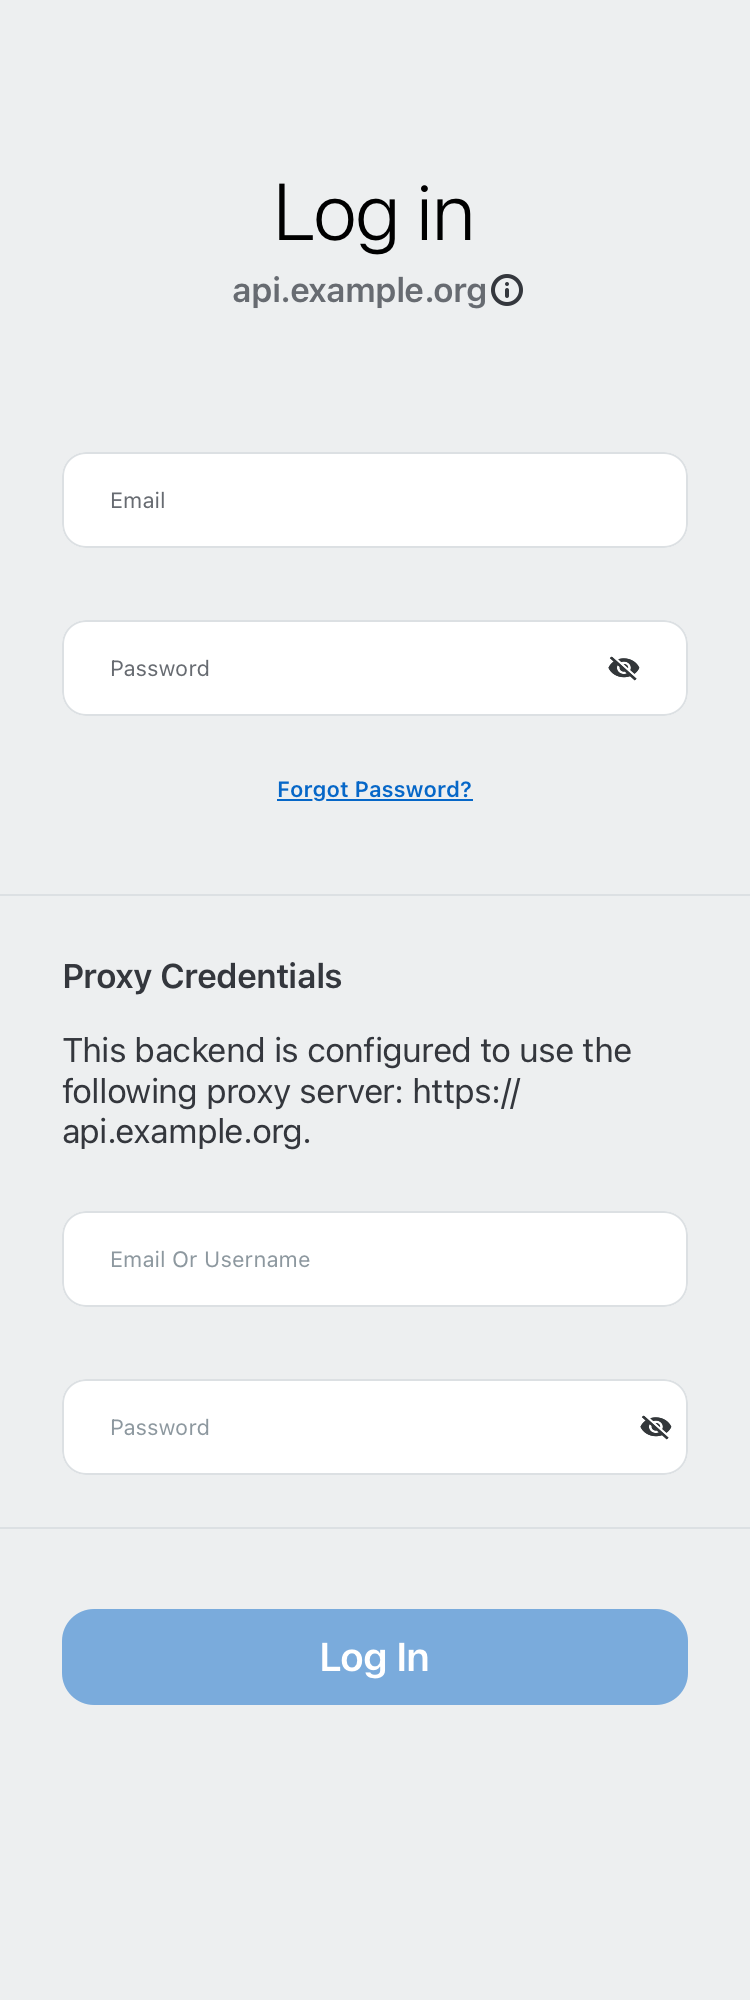 Log in
api.example.org
Email
Password
Forgot Password?
Proxy Credentials
This backend is configured to use the
following proxy server: https://
api.example.org.
Email Or Username
Password
Log In